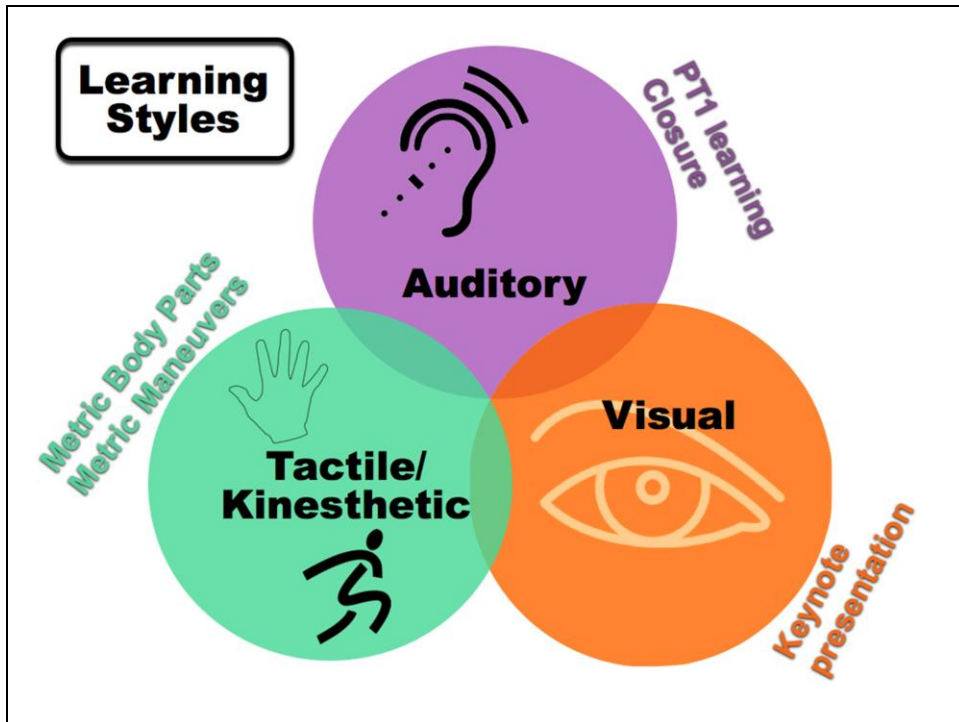 Learning
Styles
PT1 learning
Closure
Auditory
Metric Body Parts
Metric Maneuvers
Visual
Tactile/
Kinesthetic
Keynote
presentation